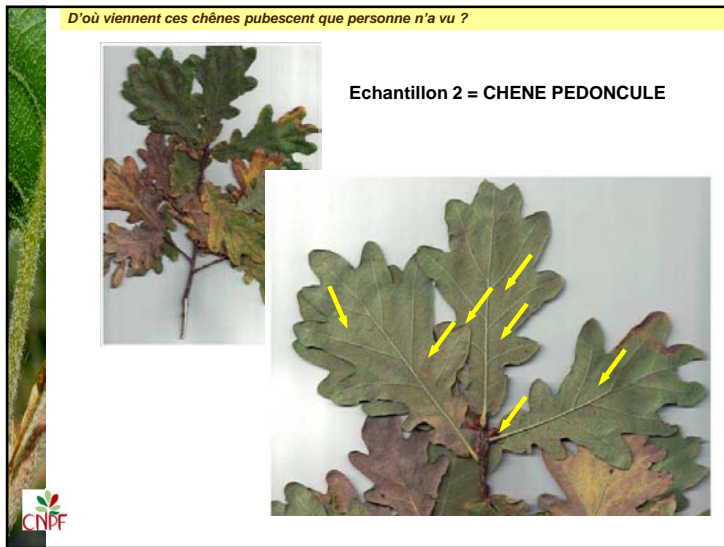 D'où viennent ces chênes pubescent que personne n'a vu ?
Echantillon 2 = CHENE PEDONCULE
CNPF